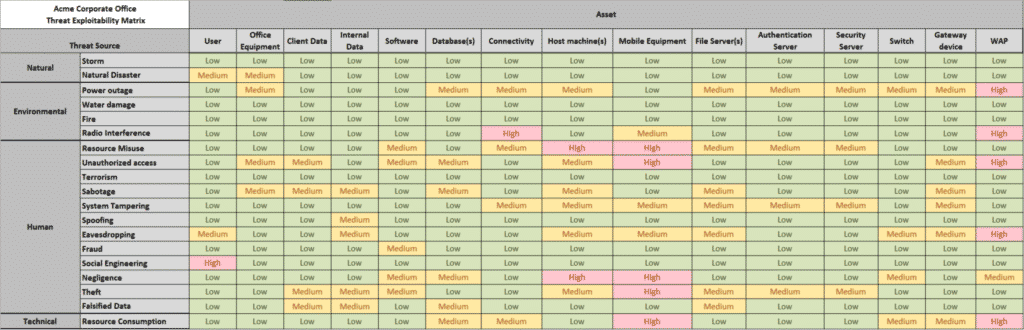 Acme Corporate Office
Threat Exploitability Matrix
Asset
Threat Source
User Office Equipment Client Data Internal Data Software Database(s) Connectivity Host machine(s) Mobile Equipment File Server(s) Authentication Server Security Server Switch Gateway device WAP
Natural
Storm Low Low Low Low Low Low Low Low Low Low Low Low Low Low Low
Natural Disaster Medium Medium Low Low Low Low Low Low Low Low Low Low Low Low Low
Environmental
Power outage Low Medium Low Low Low Medium Medium Medium Low Medium Medium Medium Medium Medium High
Water damage Low Low Low Low Low Low Low Low Low Low Low Low Low Low Low
Fire Low Low Low Low Low Low Low Low Low Low Low Low Low Low Low
Radio Interference Low Low Low Low Low Low High Low Medium Low Low Low Low Low High
Human
Resource Misuse Low Low Low Low Medium Low Medium High High Medium Medium Medium Low Low Low
Unauthorized access Low Medium Medium Low Medium Medium Low Medium High Low Low Low Low Medium High
Terrorism Low Low Low Low Low Low Low Low Low Low Low Low Low Low Low
Sabotage Low Medium Medium Medium Low Medium Low Medium Low Medium Low Low Low Medium Low
System Tampering Low Low Low Low Low Low Medium Medium Medium Medium Medium Medium Low Medium Low
Spoofing Low Low Low Medium Low Low Low Low Low Low Low Low Low Low Low
Eavesdropping Medium Low Low Medium Low Low Low Medium Medium Medium Low Low Medium Medium High
Fraud Low Low Low Low Medium Low Low Low Low Low Low Low Low Low Low
Social Engineering High Low Low Low Low Low Low Low Low Low Low Low Low Low Low
Negligence Low Low Low Low Medium Medium Low High High Low Low Low Medium Low Medium
Theft Low Low Medium Medium Medium Low Low Medium High Medium Medium Medium Low Low Low
Falsified Data Low Low Medium Medium Low Medium Low Low Low Low Low Low Low Low Low
Technical
Resource Consumption Low Low Low Low Low Medium Medium Low High Low Low Low Medium Medium High